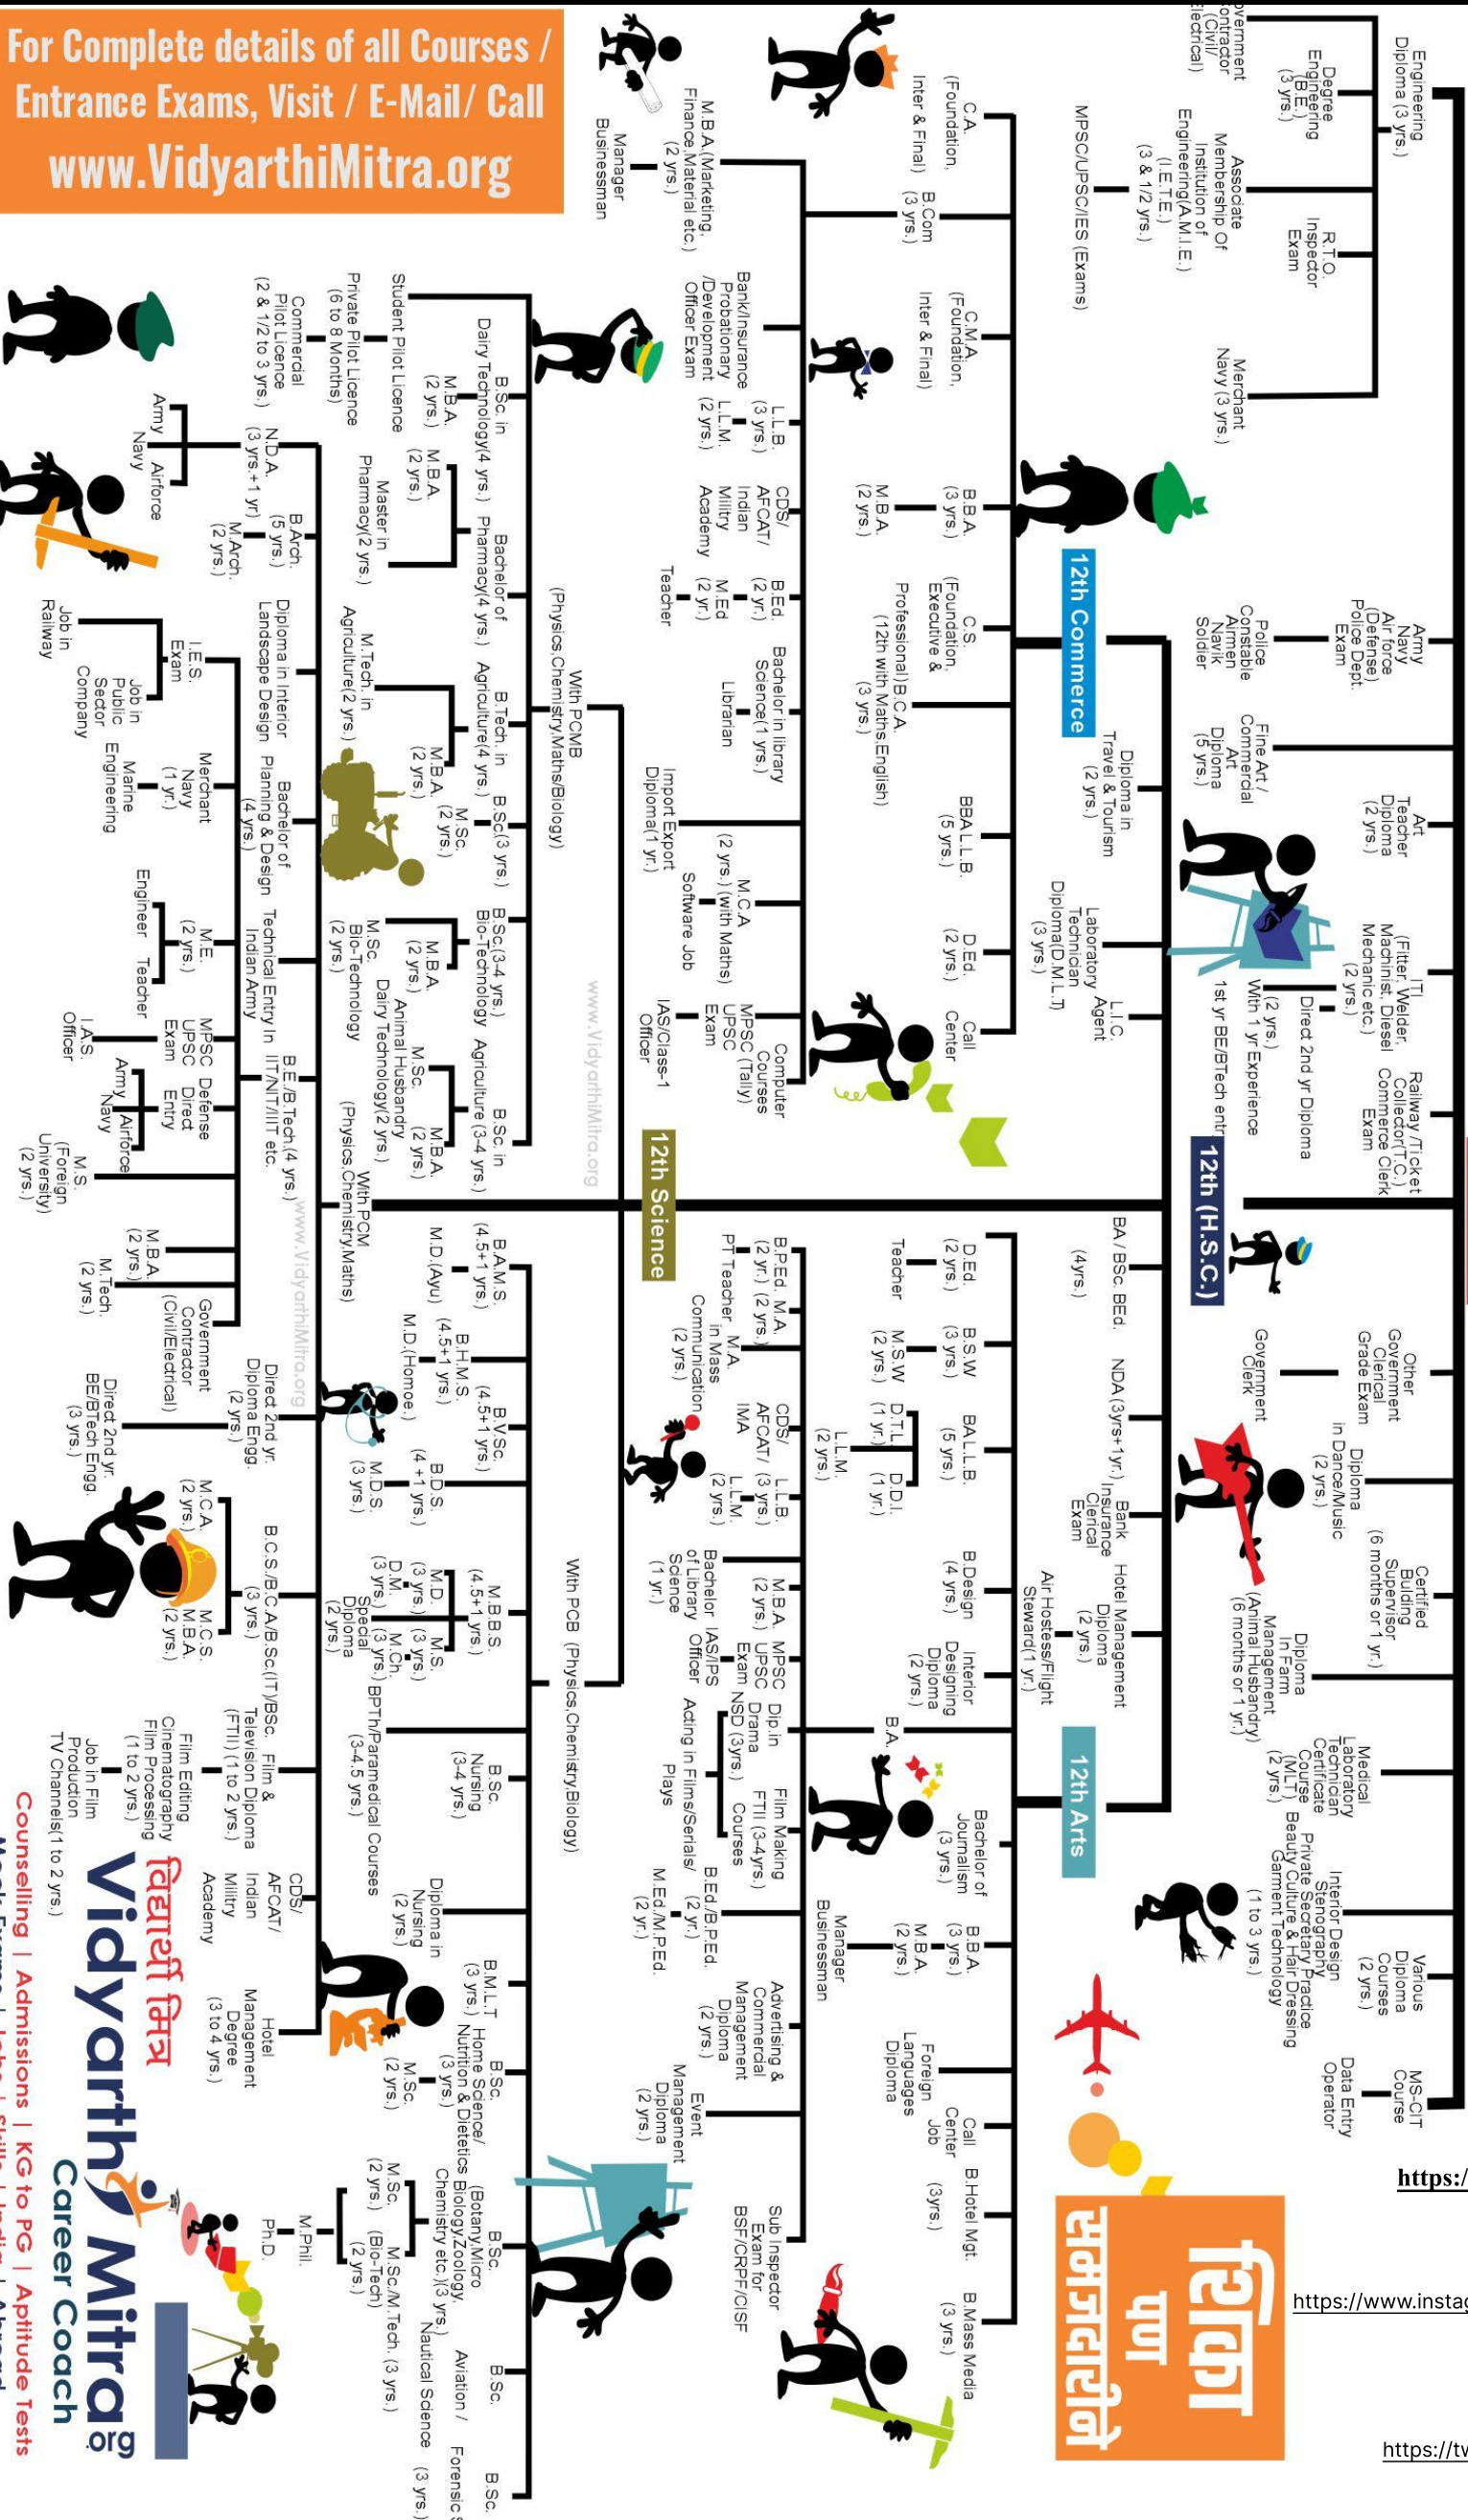 For Complete details of all Courses /
Entrance Exams, Visit / E-Mail/ Call
www.VidyarthiMitra.org
Engineering
Diploma (3 yrs.)
Degree
Engineering
(B.E.)
(3 yrs.)
Associate
Membership Of
Institution of
Engineering(A.M.I.E.)
(I.E.T.E.)
(3 & 1/2 yrs.)
MPSC/UPSC/IES (Exams)
R.T.O.
Inspector
Exam
Merchant
Navy (3 yrs.)
Army
Navy
Air force
(Defense)
Police Dept.
Exam
Police
Constable
Airmen
Navik
Soldier
Fine Art /
Commercial
Art
Diploma
(5 yrs.)
Art
Teacher
Diploma
(2 yrs.)
ITI
(Fitter, Welder,
Machinist, Diesel
Mechanic etc.)
(2 yrs.)
Direct 2nd yr Diploma
(2 yrs.)
With 1 yr Experience
1st yr BE/BTech entr
Railway /Ticket
Collector(T.C.)
Commerce Clerk
Exam
12th (H.S.C.)
Other
Government
Clerical
Grade Exam
Government
Clerk
Diploma
in Dance/Music
(2 yrs.)
Certified
Bulding
Supervisor
(6 months or 1 yr.)
Diploma
In Farm
Management
(Animal Husbandry)
(6 months or 1 yr.)
Medical
Laboratory
Technician
Certificate
Course
(MLT)
(2 yrs.)
Interior Design
Stenography
Private Secretary Practice
Beauty Culture & Hair Dressing
Garment Technology
(1 to 3 yrs.)
Various
Diploma
Courses
(2 yrs.)
MS-CIT
Course
Data Entry
Operator
https:/
https://www.instag
https://tw
शिका
पण
समजदारीने
12th Commerce
Diploma in
Travel & Tourism
(2 yrs.)
Laboratory
Technician
Diploma(D.M.L.T)
(3 yrs.)
L.I.C.
Agent
BA / BSc. BEd.
(4yrs.)
NDA (3yrs+1yr.)
Bank
Insurance
Clerical
Exam
Hotel Management
Diploma
(2 yrs.)
Air Hostess/Flight
Steward(1 yr.)
12th Arts
C.A.
(Foundation,
Inter & Final)
B.Com
(3 yrs.)
C.M.A.
(Foundation,
Inter & Final)
B.B.A.
(3 yrs.)
M.B.A.
(2 yrs.)
C.S.
(Foundation,
Executive &
Professional)
B.C.A.
(12th with Maths,English)
(3 yrs.)
BBA L.L.B.
(5 yrs.)
D.Ed.
(2 yrs.)
Call
Center
M.B.A.(Marketing,
Finance,Material etc.)
(2 yrs.)
Manager
Businessman
Bank/Insurance
Probationary
/Development
Officer Exam
L.L.B.
(3 yrs.)
L.L.M.
(2 yrs.)
CDS/
AFCAT/
Indian
Militry
Academy
B.Ed.
(2 yr.)
M.Ed
(2 yr.)
Teacher
Bachelor in library
Science(1 yrs.)
Librarian
Import Export
Diploma(1 yr.)
M.C.A
(2 yrs.) (with Maths)
Software Job
MPSC
UPSC
Exam
IAS/Class-1
Officer
Computer
Courses
(Tally)
D.Ed.
(2 yrs.)
Teacher
B.S.W
(3 yrs.)
M.S.W
(2 yrs.)
BA L.L.B.
(5 yrs.)
D.T.L.
(1 yr.)
D.D.I.
(1 yr.)
L.L.M.
(2 yrs.)
B.Design
(4 yrs.)
Interior
Designing
Diploma
(2 yrs.)
B.A.
Bachelor of
Journalism
(3 yrs.)
B.B.A.
(3 yrs.)
M.B.A.
(2 yrs.)
Manager
Businessman
Foreign
Languages
Diploma
Call
Center
Job
B.Hotel Mgt.
(3yrs.)
B.Mass Media
(3 yrs.)
B.P.Ed.
(2 yr.)
PT Teacher
M.A.
(2 yrs.)
M.A.
in Mass
Communication
(2 yrs.)
CDS/
AFCAT/
IMA
L.L.B.
(3 yrs.)
L.L.M.
(2 yrs.)
Bachelor
of Library
Science
(1 yr.)
M.B.A.
(2 yrs.)
MPSC
UPSC
Exam
IAS/IPS
Officer
Dip.in
Drama
NSD (3yrs.)
Film Making
FTII (3-4yrs.)
Courses
Acting in Films/Serials/
Plays
B.Ed./B.P.Ed.
(2 yr.)
M.Ed./M.P.Ed.
(2 yr.)
Advertising &
Commercial
Management
Diploma
(2 yrs.)
Event
Management
Diploma
(2 yrs.)
Sub Inspector
Exam for
BSF/CRPF/CISF
12th Science
www.VidyarthiMitra.org
With PCMB
(Physics,Chemistry,Maths/Biology)
Student Pilot Licence
Private Pilot Licence
(6 to 8 Months)
Commercial
Pilot Licence
(2 & 1/2 to 3 yrs.)
B.Sc. in
Dairy Technology(4 yrs.)
M.B.A.
(2 yrs.)
Bachelor of
Pharmacy(4 yrs.)
M.B.A.
(2 yrs.)
Master in
Pharmacy(2 yrs.)
B.Tech. in
Agriculture(4 yrs.)
M.Tech. in
Agriculture(2 yrs.)
M.B.A.
(2 yrs.)
B.Sc.(3 yrs.)
M.Sc.
(2 yrs.)
B.Sc.(3-4 yrs.)
Bio-Technology
M.B.A.
(2 yrs.)
M.Sc.
Bio-Technology
(2 yrs.)
B.Sc. in
Agriculture (3-4 yrs.)
M.Sc.
Animal Husbandry
Dairy Technology(2 yrs.)
M.B.A.
(2 yrs.)
With PCB (Physics,Chemistry,Biology)
B.A.M.S.
(4.5+1 yrs.)
M.D.(Ayu)
B.H.M.S.
(4.5+1 yrs.)
M.D.(Homoe.)
B.V.Sc.
(4.5+1 yrs.)
B.D.S.
(4 +1 yrs.)
M.D.S.
(3 yrs.)
M.B.B.S.
(4.5+1 yrs.)
M.D.
(3 yrs.)
D.M.
(3 yrs.)
M.S.
(3 yrs.)
M.Ch.
(3 yrs.)
Special
Diploma
(2 yrs.)
BPTh/Paramedical Courses
(3-4.5 yrs.)
B.Sc.
Nursing
(3-4 yrs.)
Diploma in
Nursing
(2 yrs.)
B.M.L.T
(3 yrs.)
B.Sc.
Home Science/
Nutrition & Dietetics
(3 yrs.)
M.Sc.
(2 yrs.)
B.Sc.
(Botany,Micro
Biology,Zoology,
Chemistry etc.)(3 yrs.)
M.Sc.
(2 yrs.)
M.Sc/M.Tech. (3 yrs.)
(Bio-Tech)
(2 yrs.)
M.Phil.
Ph.D.
B.Sc.
Aviation /
Nautical Science
(3 yrs.)
B.Sc.
Forensic S
With PCM
(Physics,Chemistry,Maths)
www.VidyarthiMitra.org
N.D.A.
(3 yrs.+1 yr)
Army
Navy
Airforce
B.Arch.
(5 yrs.)
M.Arch.
(2 yrs.)
Diploma in Interior
Landscape Design
Bachelor of
Planning & Design
(4 yrs.)
Technical Entry In
Indian Army
B.E./B.Tech.(4 yrs.)
IIT/NIT/IIIT etc.
I.E.S.
Exam
Job in
Railway
Job in
Public
Sector
Company
Merchant
Navy
(1 yr.)
Marine
Engineering
M.E.
(2 yrs.)
Engineer
Teacher
MPSC
UPSC
Exam
I.A.S.
Officer
Defense
Direct
Entry
Army
Navy
Airforce
M.S.
(Foreign
University)
(2 yrs.)
M.B.A.
(2 yrs.)
M.Tech.
(2 yrs.)
Government
Contractor
(Civil/Electrical)
Direct 2nd yr.
Diploma Engg.
(2 yrs.)
Direct 2nd yr.
BE/BTech Engg.
(3 yrs.)
B.C.S./B.C.A/B.Sc.(IT)/BSc.
(3 yrs.)
M.C.A.
(2 yrs.)
M.C.S.
M.B.A.
(2 yrs.)
Film &
Television Diploma
(FTII) (1 to 2 yrs.)
Film Editing
Cinematography
Film Processing
(1 to 2 yrs.)
Job in Film
Production
TV Channels(1 to 2 yrs.)
CDS/
AFCAT/
Indian
Militry
Academy
Hotel
Management
Degree
(3 to 4 yrs.)
विद्यार्थी मित्र
Vidyarthi Mitra.org
Career Coach
Counselling | Admissions | KG to PG | Aptitude Tests